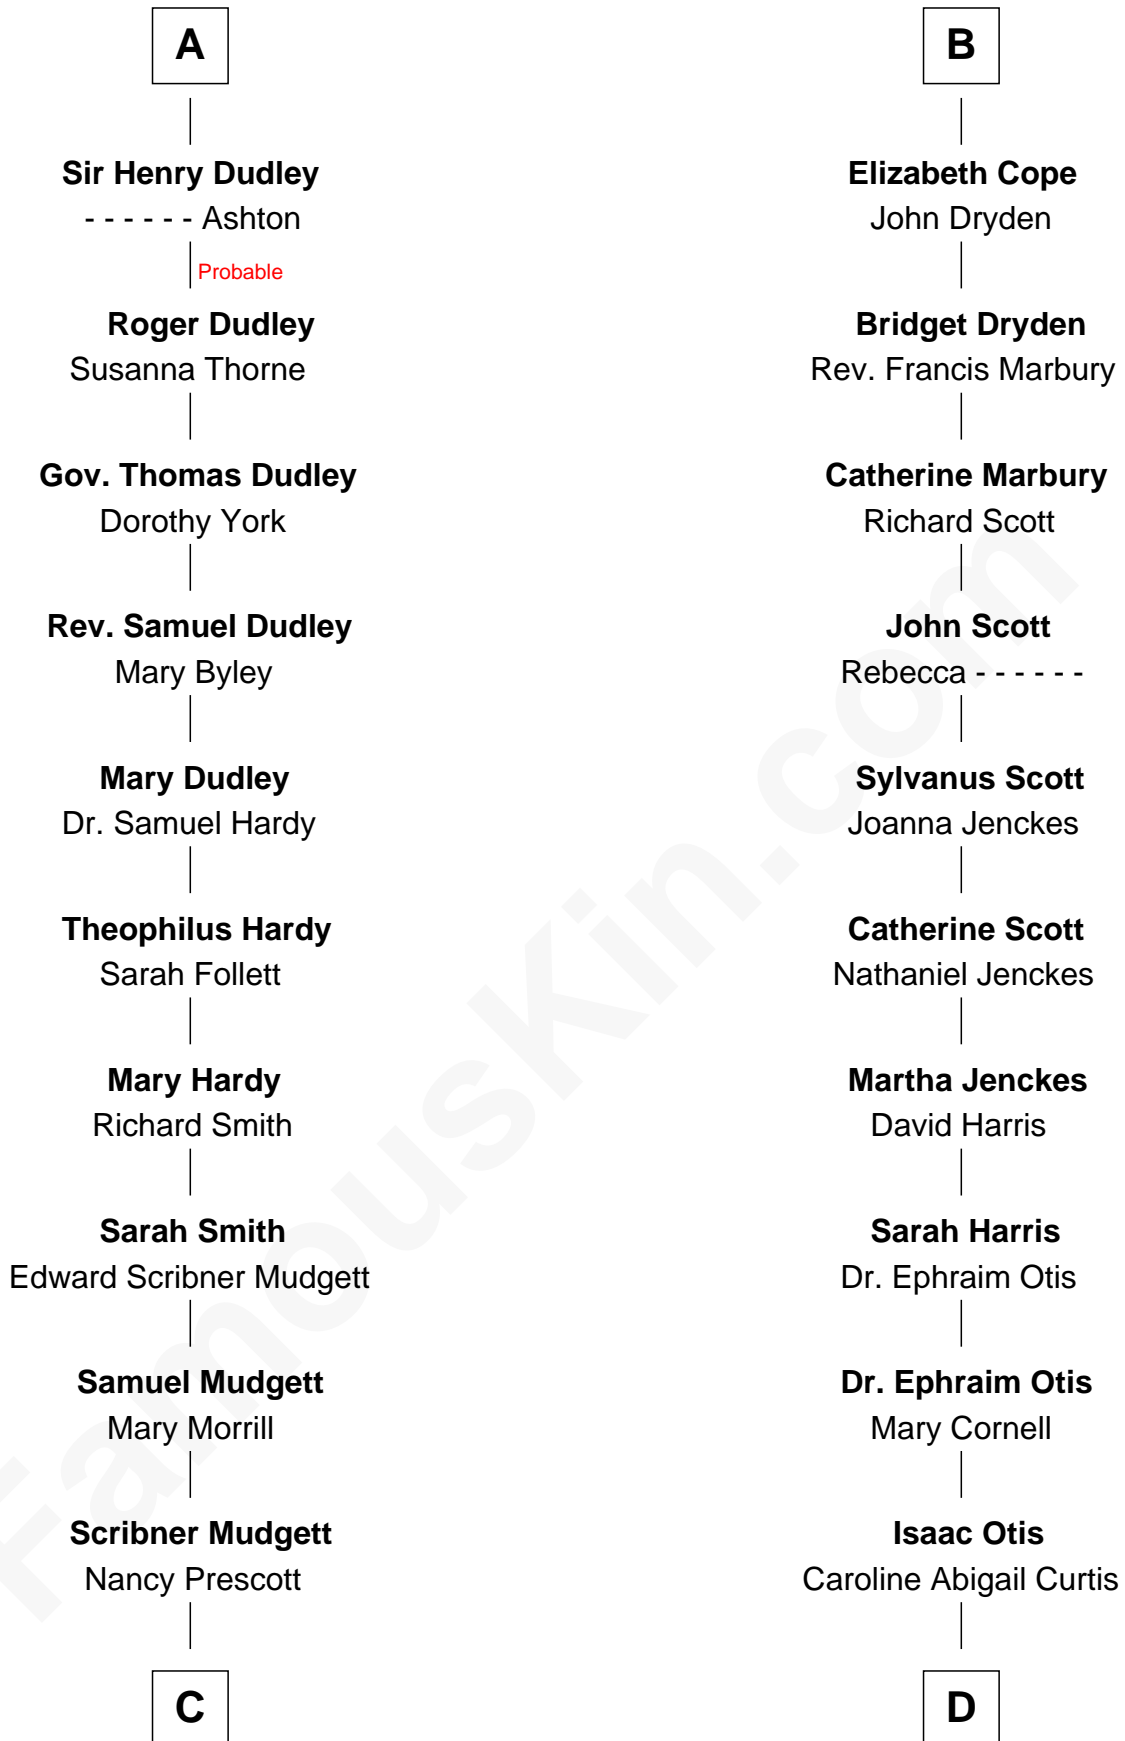 A
Sir Henry Dudley
- - - - - - Ashton
Probable
Roger Dudley
Susanna Thorne
Gov. Thomas Dudley
Dorothy York
Rev. Samuel Dudley
Mary Byley
Mary Dudley
Dr. Samuel Hardy
Theophilus Hardy
Sarah Follett
Mary Hardy
Richard Smith
Sarah Smith
Edward Scribner Mudgett
Samuel Mudgett
Mary Morrill
Scribner Mudgett
Nancy Prescott
C
B
Elizabeth Cope
John Dryden
Bridget Dryden
Rev. Francis Marbury
Catherine Marbury
Richard Scott
John Scott
Rebecca - - - - - -
Sylvanus Scott
Joanna Jenckes
Catherine Scott
Nathaniel Jenckes
Martha Jenckes
David Harris
Sarah Harris
Dr. Ephraim Otis
Dr. Ephraim Otis
Mary Cornell
Isaac Otis
Caroline Abigail Curtis
D
FamousKin.com